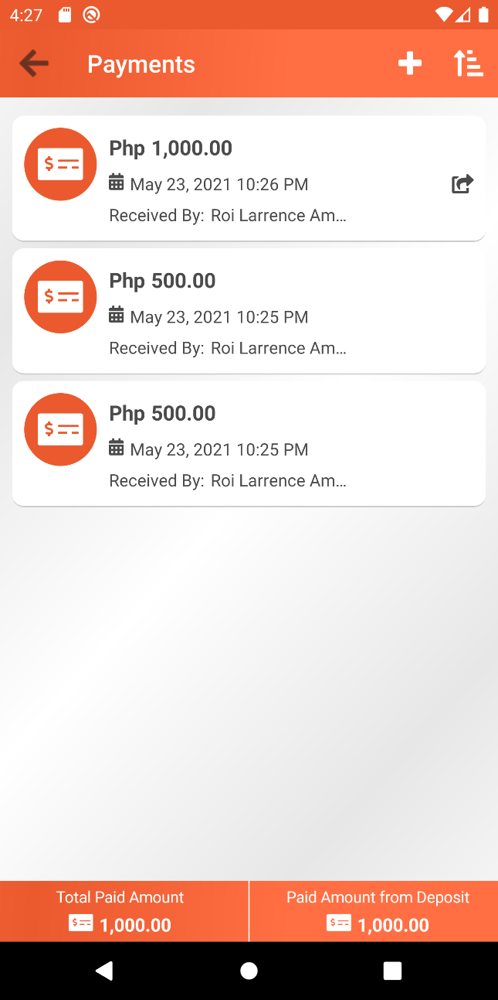 4:27
Payments
Php 1,000.00
May 23, 2021 10:26 PM
Received By: Roi Larrence Am...
Php 500.00
May 23, 2021 10:25 PM
Received By: Roi Larrence Am...
Php 500.00
May 23, 2021 10:25 PM
Received By: Roi Larrence Am...
Total Paid Amount
1,000.00
Paid Amount from Deposit
1,000.00